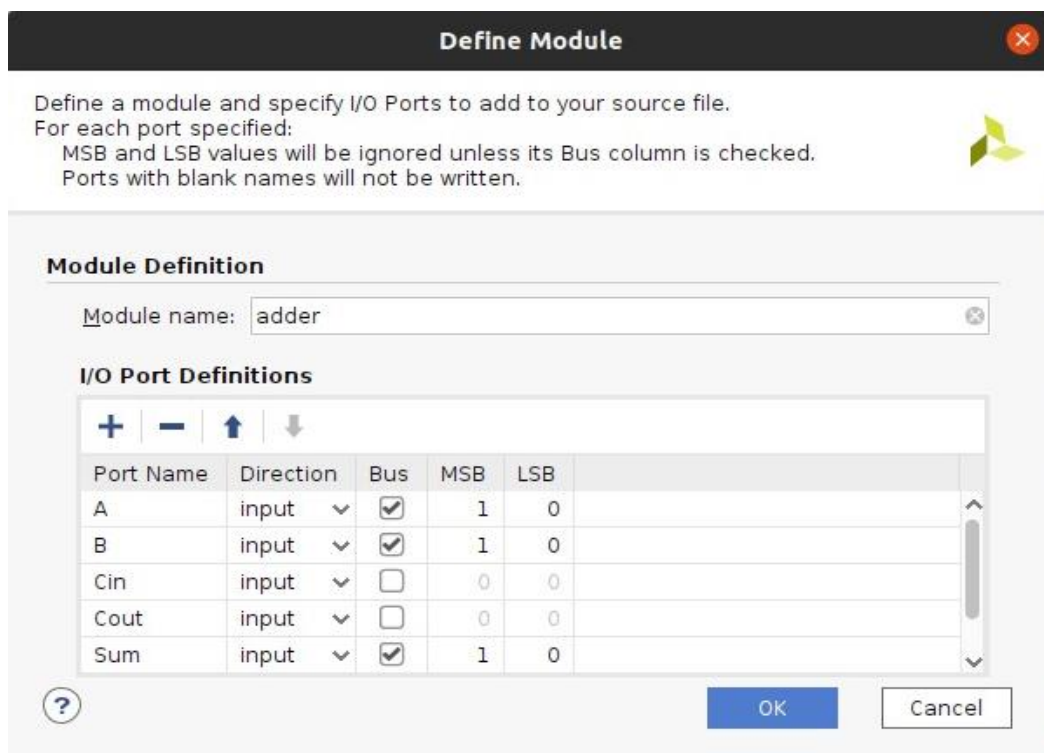 Define Module
Define a module and specify I/O Ports to add to your source file.
For each port specified:
MSB and LSB values will be ignored unless its Bus column is checked.
Ports with blank names will not be written.
Module Definition
Module name: adder
I/O Port Definitions
Port Name Direction Bus MSB LSB
A input 1 0
B input 1 0
Cin input 0 0
Cout input 0 0
Sum input 1 0
? OK Cancel